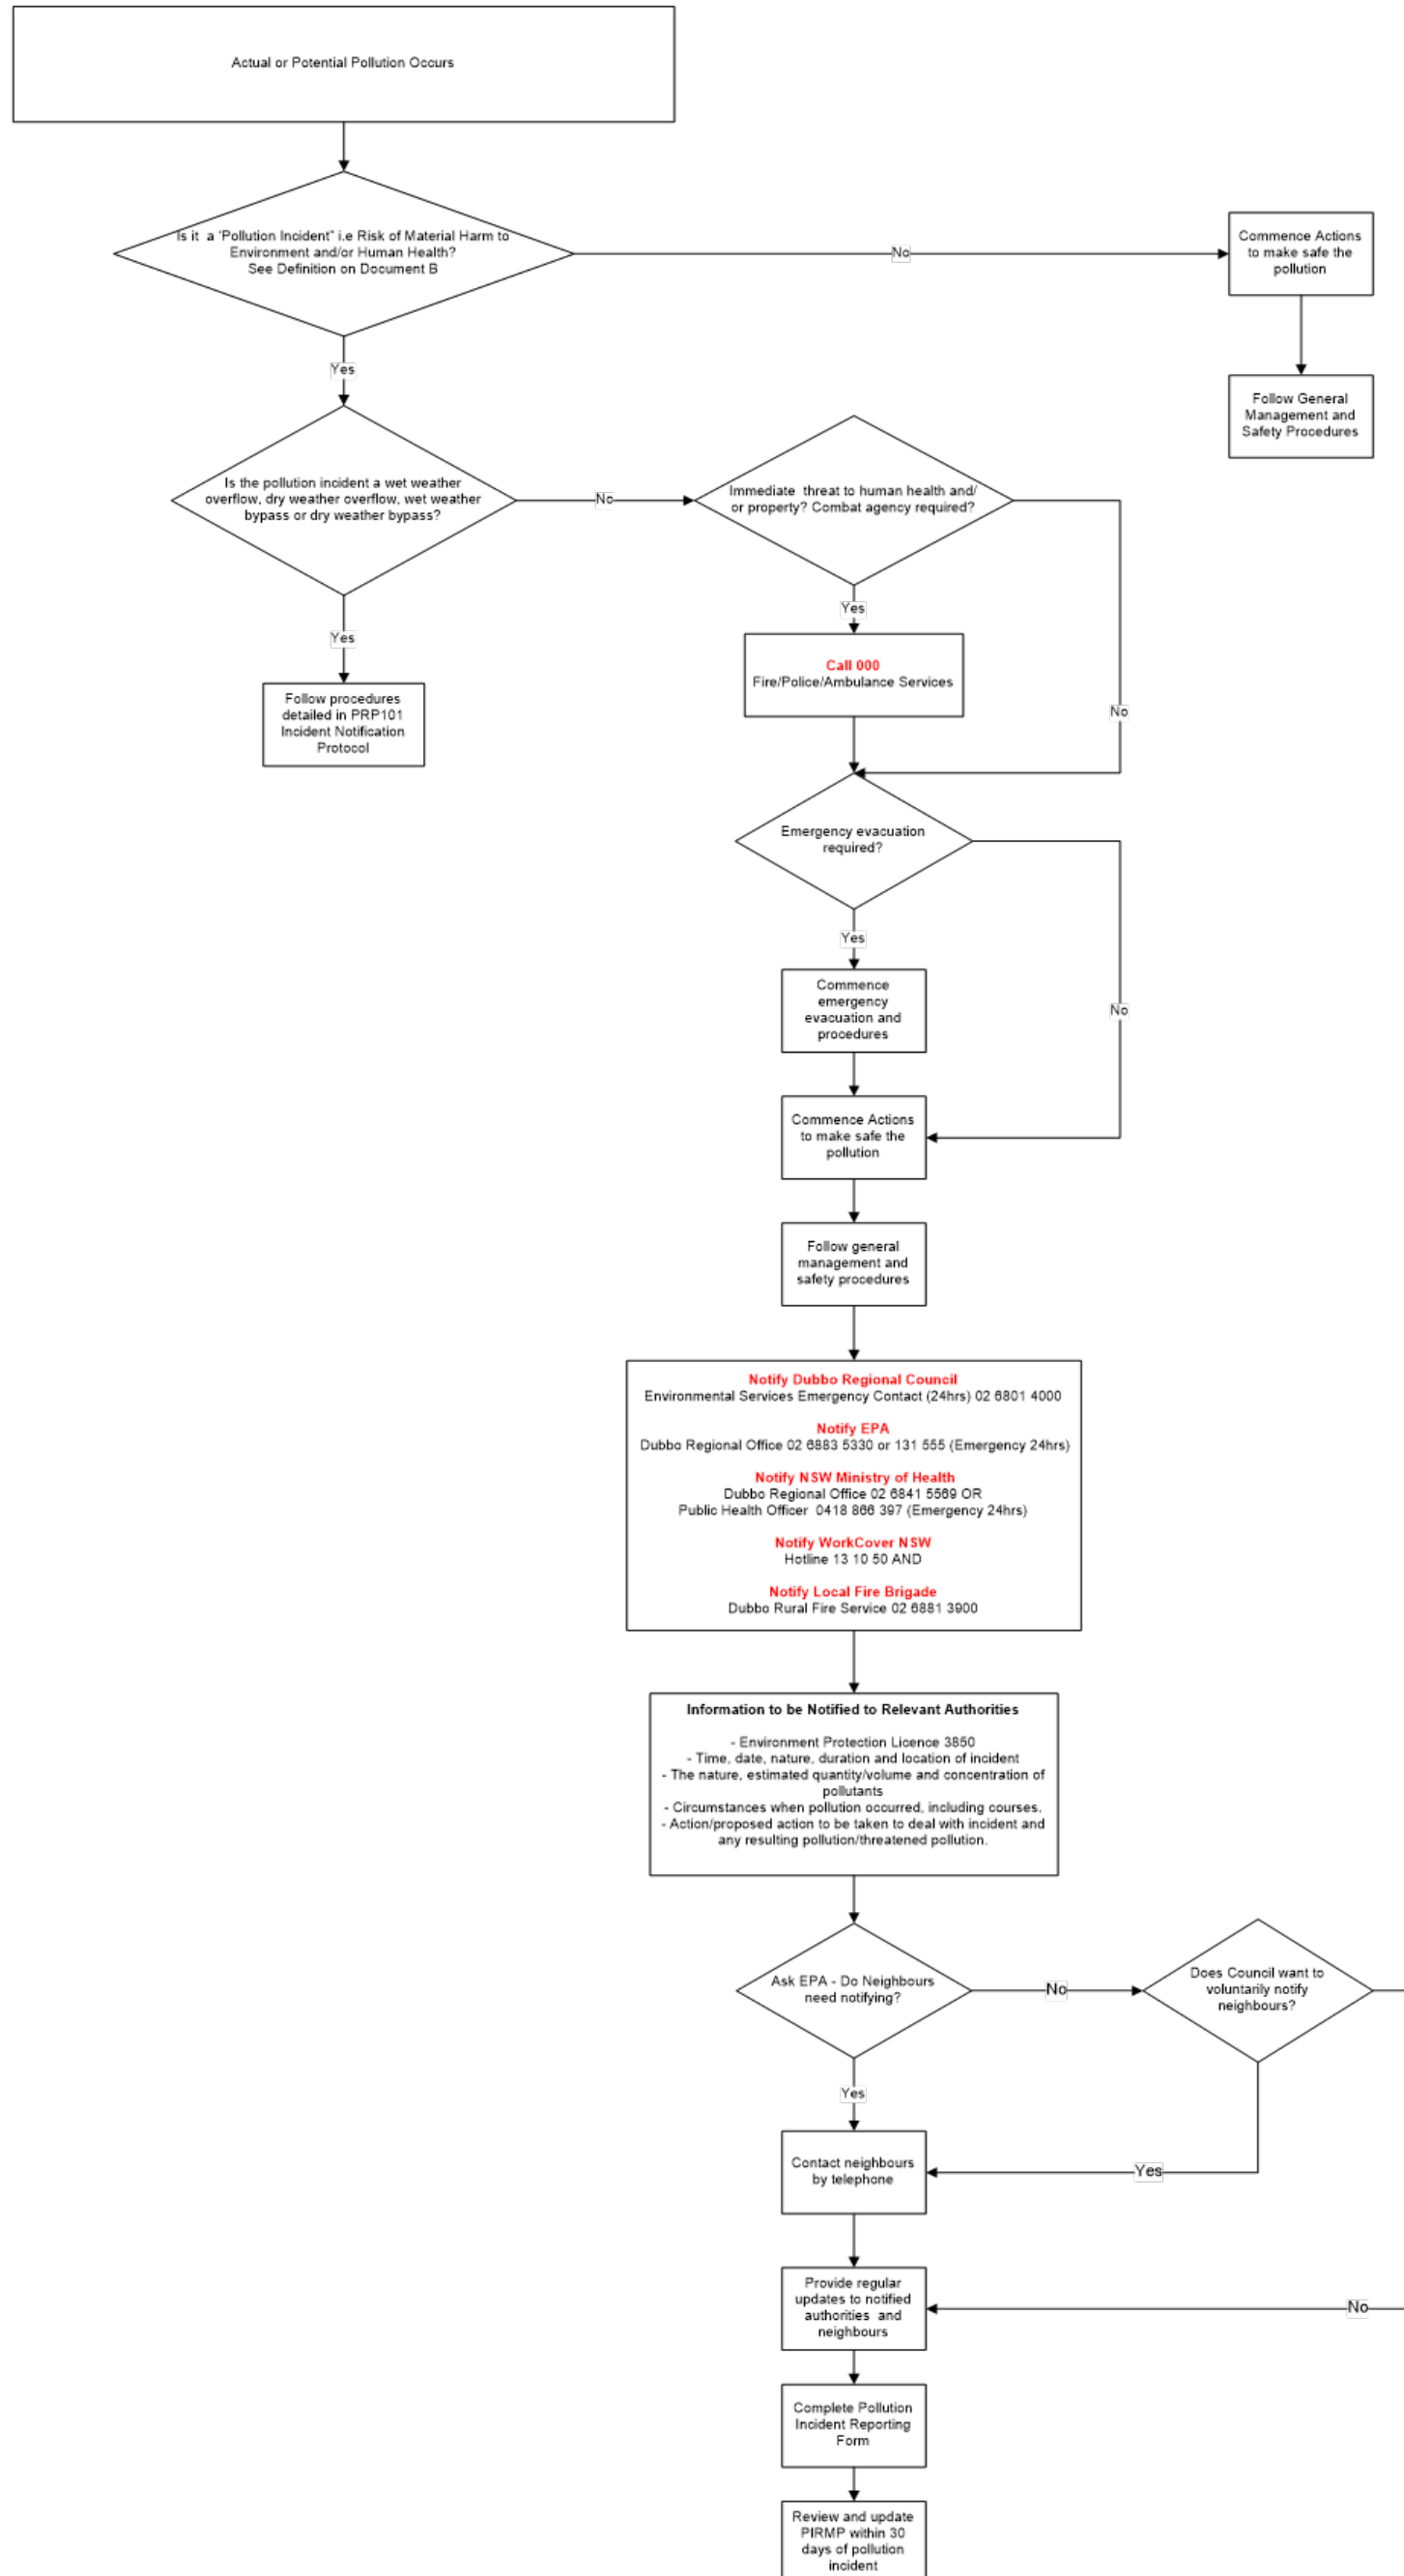 Actual or Potential Pollution Occurs
Is it  a 'Pollution Incident" i.e Risk of Material Harm to
Environment and/or Human Health?
See Definition on Document B
No
Commence Actions
to make safe the
pollution
Follow General
Management and
Safety Procedures
Yes
Is the pollution incident a wet weather
overflow, dry weather overflow, wet weather
bypass or dry weather bypass?
No
Immediate  threat to human health and/
or property? Combat agency required?
Yes
Follow procedures
detailed in PRP101
Incident Notification
Protocol
Yes
Call 000
Fire/Police/Ambulance Services
No
Emergency evacuation
required?
Yes
Commence
emergency
evacuation and
procedures
No
Commence Actions
to make safe the
pollution
Follow general
management and
safety procedures
Notify Dubbo Regional Council
Environmental Services Emergency Contact (24hrs) 02 6801 4000
Notify EPA
Dubbo Regional Office 02 6883 5330 or 131 555 (Emergency 24hrs)
Notify NSW Ministry of Health
Dubbo Regional Office 02 6841 5569 OR
Public Health Officer  0418 866 397 (Emergency 24hrs)
Notify WorkCover NSW
Hotline 13 10 50 AND
Notify Local Fire Brigade
Dubbo Rural Fire Service 02 6881 3900
Information to be Notified to Relevant Authorities
- Environment Protection Licence 3850
- Time, date, nature, duration and location of incident
- The nature, estimated quantity/volume and concentration of
pollutants
- Circumstances when pollution occurred, including courses.
- Action/proposed action to be taken to deal with incident and
any resulting pollution/threatened pollution.
Ask EPA - Do Neighbours
need notifying?
No
Does Council want to
voluntarily notify
neighbours?
Yes
Contact neighbours
by telephone
Yes
Provide regular
updates to notified
authorities  and
neighbours
No
Complete Pollution
Incident Reporting
Form
Review and update
PIRMP within 30
days of pollution
incident